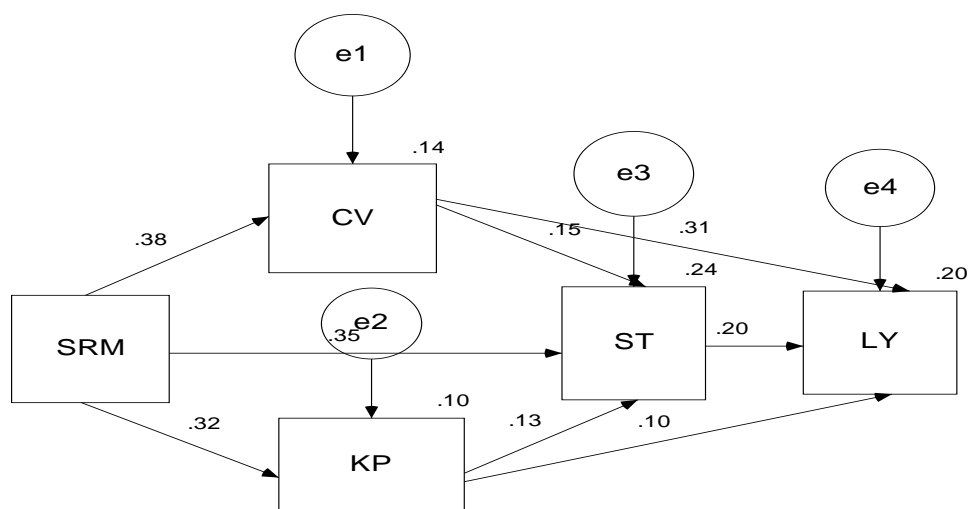 e1
.14
e3
e4
CV
.38
.15
.31
.24
.20
SRM
e2
.35
ST
.20
LY
.32
.10
.13
.10
KP